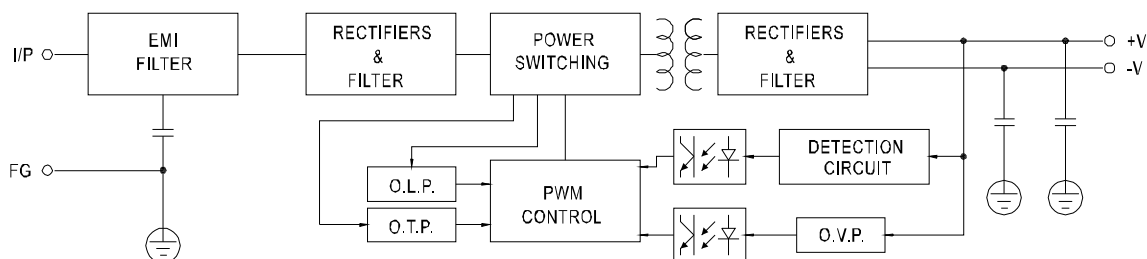 I/P
EMI
FILTER
RECTIFIERS
&
FILTER
POWER
SWITCHING
RECTIFIERS
&
FILTER
+V
-V
FG
O.L.P.
O.T.P.
PWM
CONTROL
DETECTION
CIRCUIT
O.V.P.